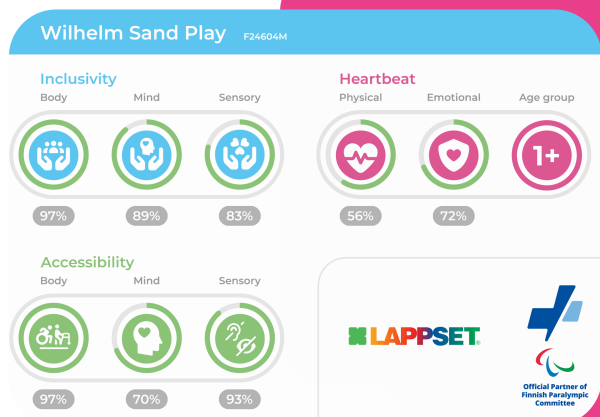 Wilhelm Sand Play F24604M
Inclusivity
Body Mind Sensory
97% 89% 83%
Heartbeat
Physical Emotional Age group
1+
56% 72%
Accessibility
Body Mind Sensory
97% 70% 93%
LAPPSET®
Official Partner of
Finnish Paralympic
Committee